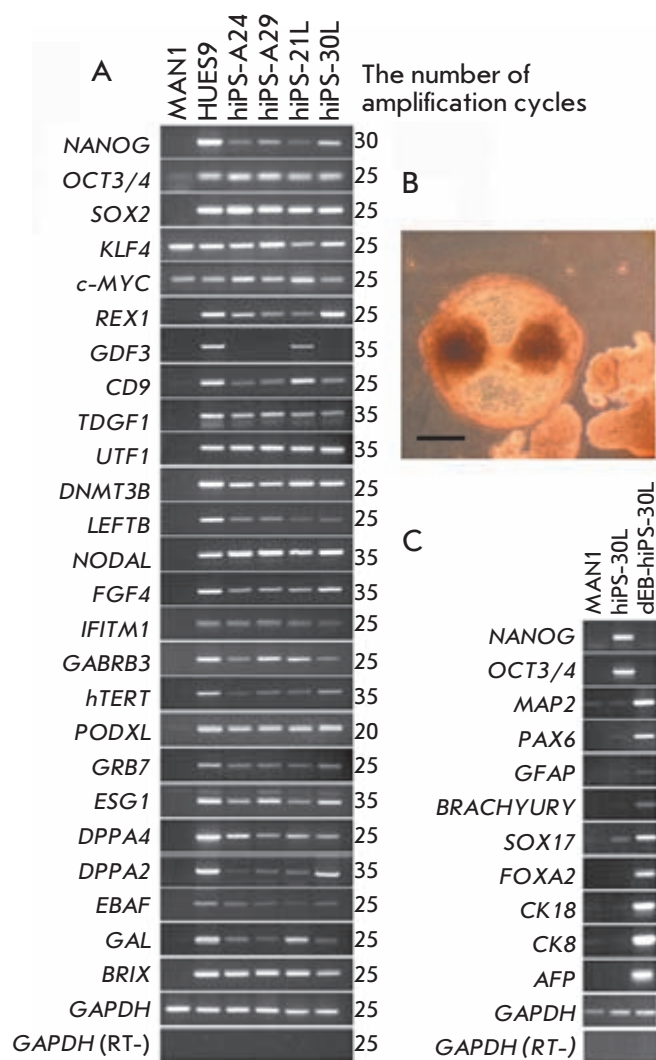 A
MAN1
HUES9
hiPS-A24
hiPS-A29
hiPS-21L
hiPS-30L
The number of
amplification cycles
NANOG 30
OCT3/4 25
SOX2 25
KLF4 25
c-MYC 25
REX1 25
GDF3 35
CD9 25
TDGF1 35
UTF1 35
DNMT3B 25
LEFTB 25
NODAL 35
FGF4 35
IFITM1 25
GABRB3 25
hTERT 35
PODXL 20
GRB7 25
ESG1 35
DPPA4 25
DPPA2 35
EBAF 25
GAL 25
BRIX 25
GAPDH 25
GAPDH (RT-) 25
B
C
MAN1
hiPS-30L
dEB-hiPS-30L
NANOG
OCT3/4
MAP2
PAX6
GFAP
BRACHYURY
SOX17
FOXA2
CK18
CK8
AFP
GAPDH
GAPDH (RT-)